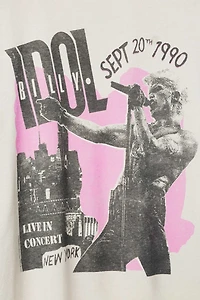 IDOL
BILLY
SEPT 20TH 1990
LIVE IN
CONCERT
NEW YORK